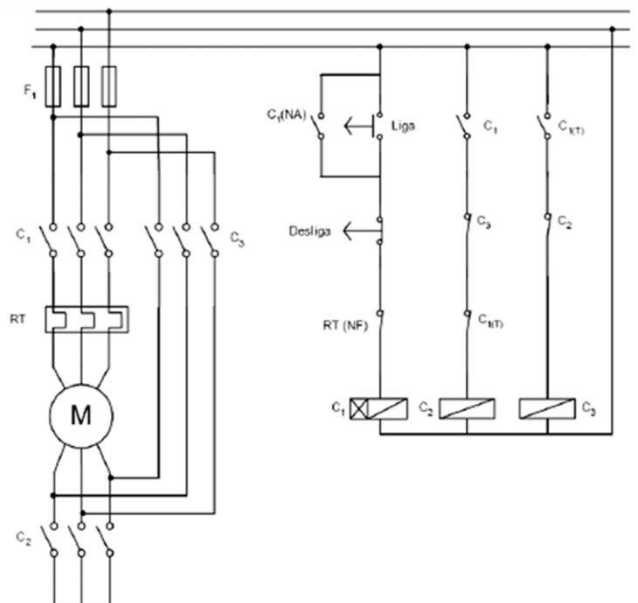 F1
C1
C3
RT
M
C2
C1(NA)
Liga
Desliga
RT (NF)
C1
C1
C3
C1(T)
C2
C1(T)
C2
C3